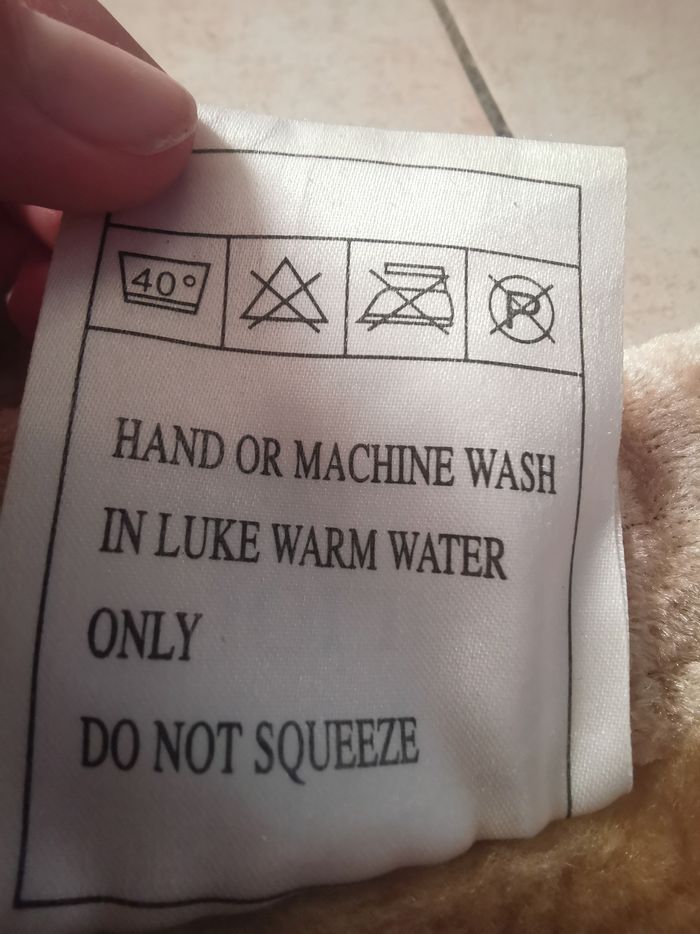 40°
P
HAND OR MACHINE WASH
IN LUKE WARM WATER
ONLY
DO NOT SQUEEZE